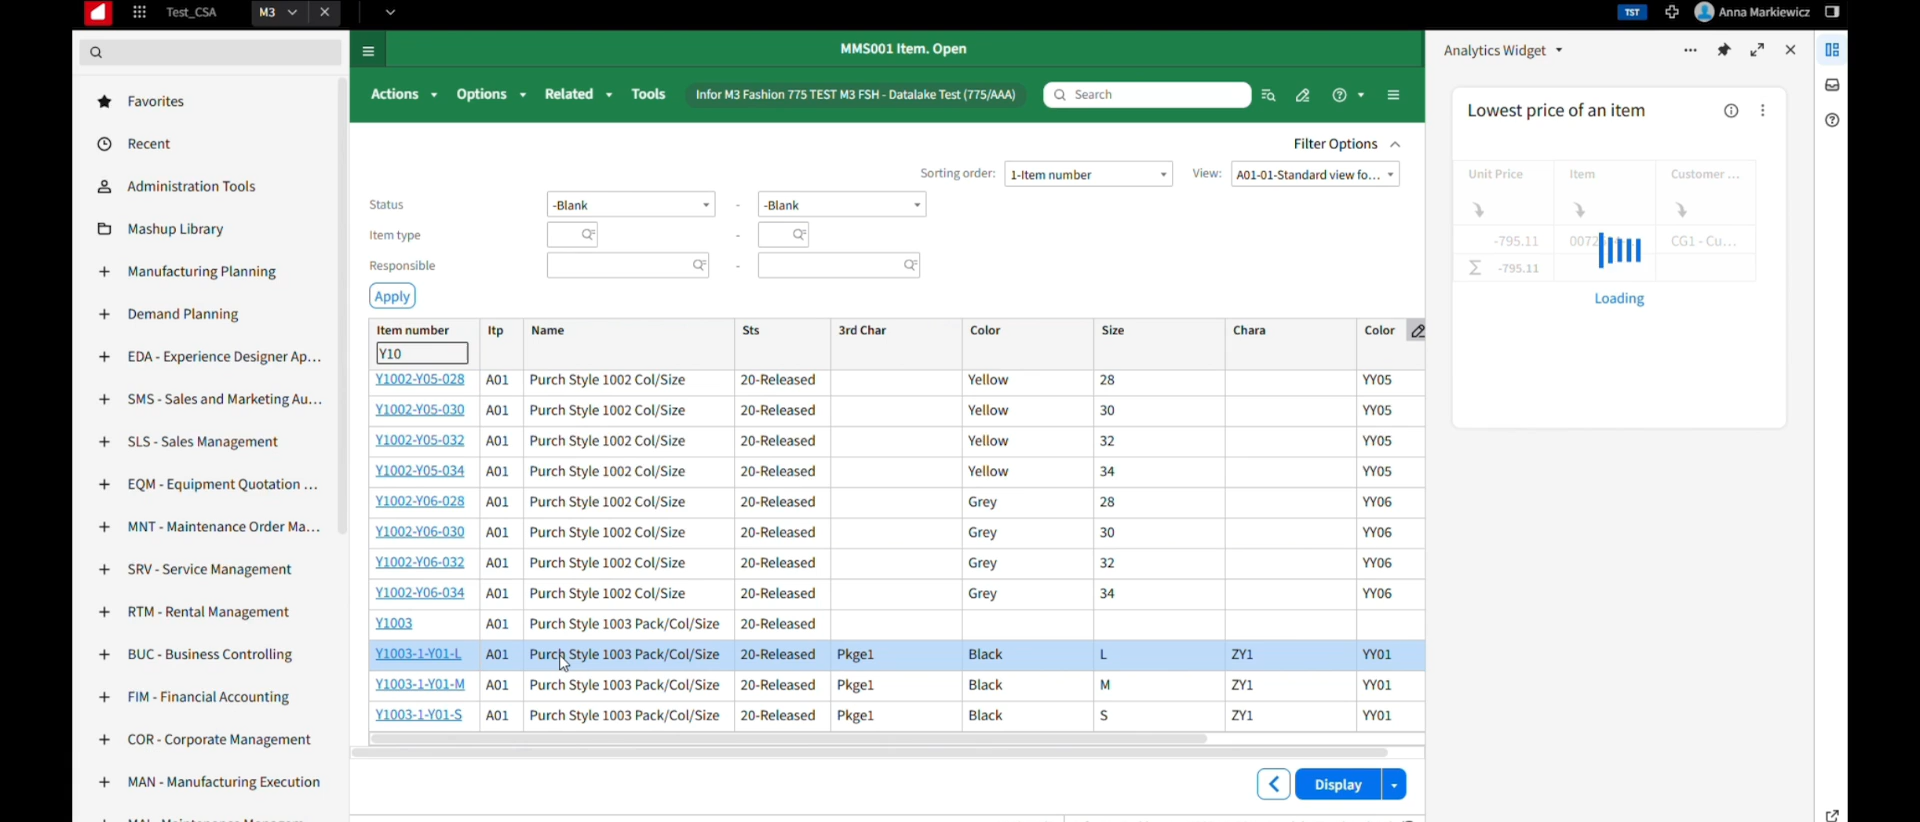 Test_CSA
M3
TST
Anna Markiewicz
Favorites
Recent
Administration Tools
Mashup Library
Manufacturing Planning
Demand Planning
EDA - Experience Designer Ap...
SMS - Sales and Marketing Au...
SLS - Sales Management
EQM - Equipment Quotation ...
MNT - Maintenance Order Ma...
SRV - Service Management
RTM - Rental Management
BUC - Business Controlling
FIM - Financial Accounting
COR - Corporate Management
MAN - Manufacturing Execution
MMS001 Item. Open
Actions Options Related Tools Infor M3 Fashion 775 TEST M3 FSH - Datalake Test (775/AAA) Search
Filter Options
Sorting order: 1-Item number View: A01-01-Standard view fo...
Status -Blank - -Blank
Item type -
Responsible -
Apply
Item number Itp Name Sts 3rd Char Color Size Chara Color
Y10
Y1002-Y05-028 A01 Purch Style 1002 Col/Size 20-Released Yellow 28 YY05
Y1002-Y05-030 A01 Purch Style 1002 Col/Size 20-Released Yellow 30 YY05
Y1002-Y05-032 A01 Purch Style 1002 Col/Size 20-Released Yellow 32 YY05
Y1002-Y05-034 A01 Purch Style 1002 Col/Size 20-Released Yellow 34 YY05
Y1002-Y06-028 A01 Purch Style 1002 Col/Size 20-Released Grey 28 YY06
Y1002-Y06-030 A01 Purch Style 1002 Col/Size 20-Released Grey 30 YY06
Y1002-Y06-032 A01 Purch Style 1002 Col/Size 20-Released Grey 32 YY06
Y1002-Y06-034 A01 Purch Style 1002 Col/Size 20-Released Grey 34 YY06
Y1003 A01 Purch Style 1003 Pack/Col/Size 20-Released
Y1003-1-Y01-L A01 Purch Style 1003 Pack/Col/Size 20-Released Pkge1 Black L ZY1 YY01
Y1003-1-Y01-M A01 Purch Style 1003 Pack/Col/Size 20-Released Pkge1 Black M ZY1 YY01
Y1003-1-Y01-S A01 Purch Style 1003 Pack/Col/Size 20-Released Pkge1 Black S ZY1 YY01
Display
Analytics Widget
Lowest price of an item
Unit Price Item Customer ...
-795.11 CG1 - Cu...
Σ -795.11
Loading